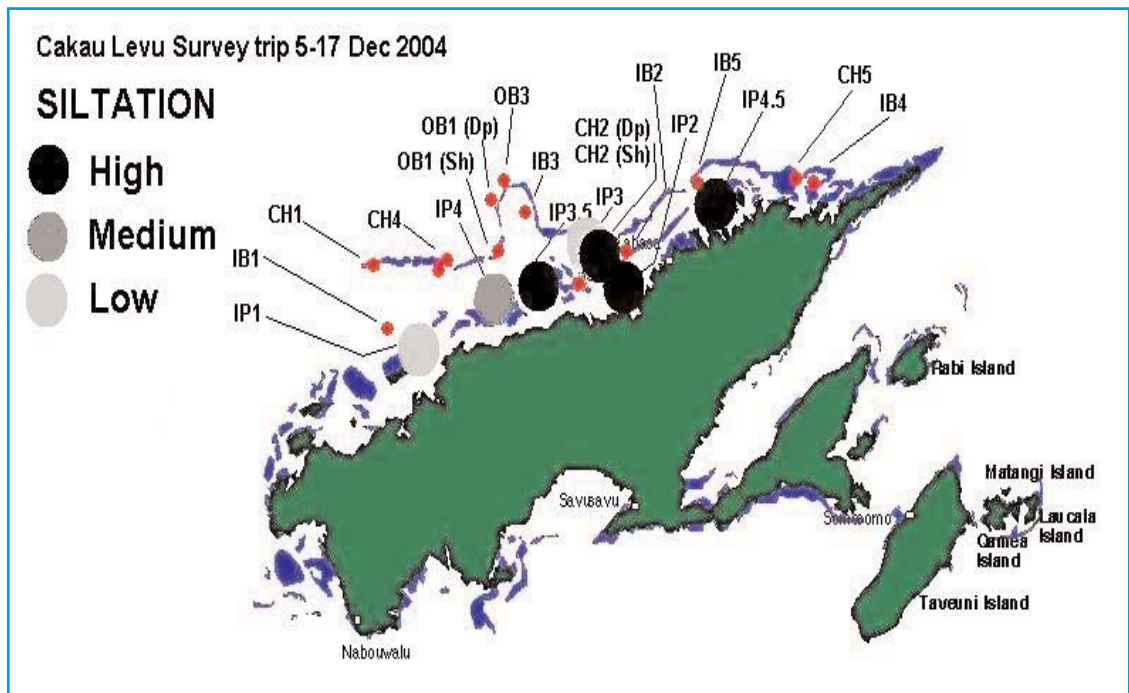 Cakau Levu Survey trip 5-17 Dec 2004
SILTATION
High
Medium
Low
OB3
OB1 (Dp)
OB1 (Sh)
IB3
IP4
CH1
CH4
IB1
IP1
IP3.5
IP3
CH2 (Dp)
CH2 (Sh)
IB2
IP2
IB5
IP4.5
CH5
IB4
Rabi Island
Matangi Island
Laucala
Island
Qamea
Island
Taveuni Island
Savusavu
Nabouwalu